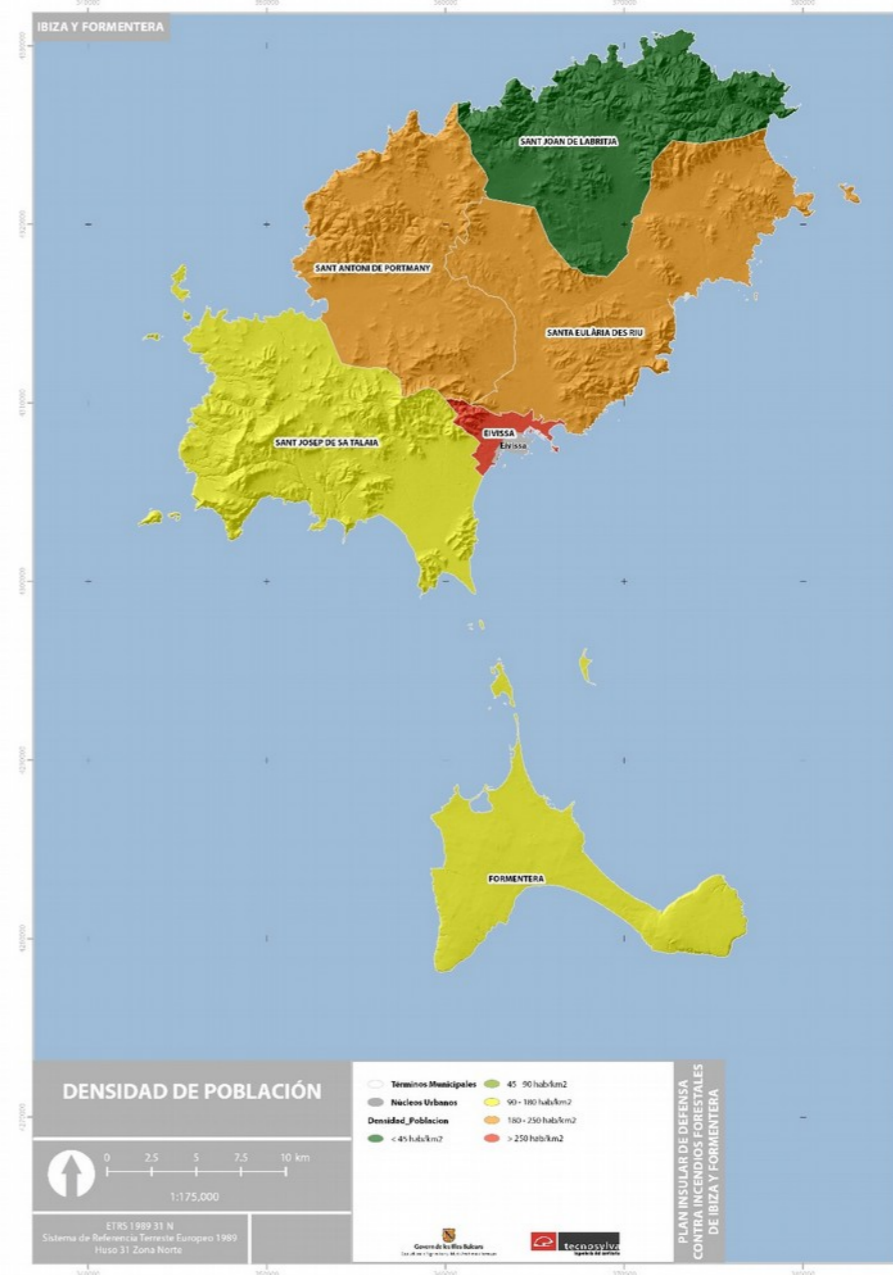 IBIZA Y FORMENTERA
SANT JOAN DE LABRITJA
SANT ANTONI DE PORTMANY
SANTA EULÀRIA DES RIU
EIVISSA
Eivissa
SANT JOSEP DE SA TALAIA
FORMENTERA
DENSIDAD DE POBLACIÓN
0 2.5 5 7.5 10 km
1:175,000
ETRS 1989 31 N
Sistema de Referencia Terreste Europeo 1989
Huso 31 Zona Norte
Términos Municipales
Núcleos Urbanos
Densidad_Poblacion
< 45 hab/km2
45 - 90 hab/km2
90 - 180 hab/km2
180 - 250 hab/km2
> 250 hab/km2
Govern de les Illes Balears
tecnosylva
PLAN INSULAR DE DEFENSA
CONTRA INCENDIOS FORESTALES
DE IBIZA Y FORMENTERA